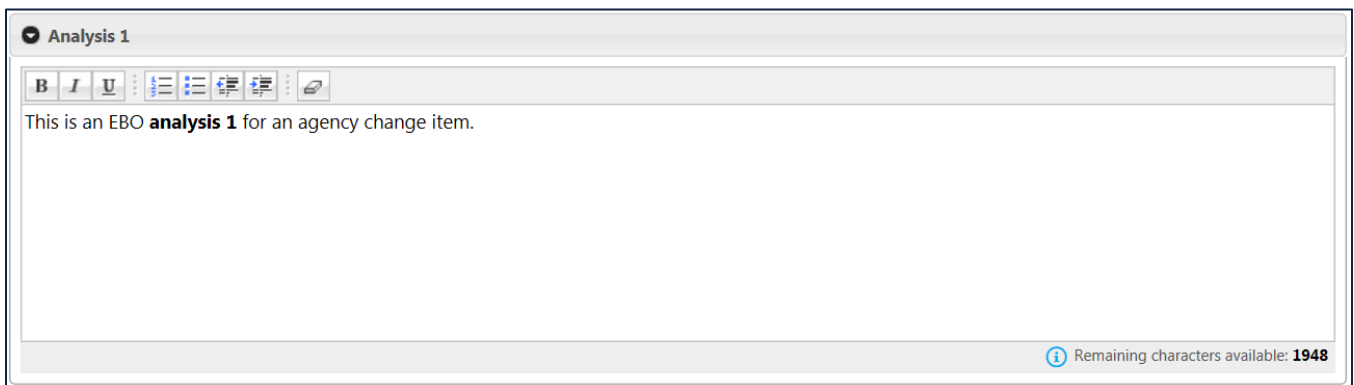 Analysis 1
B I U
This is an EBO analysis 1 for an agency change item.
Remaining characters available: 1948